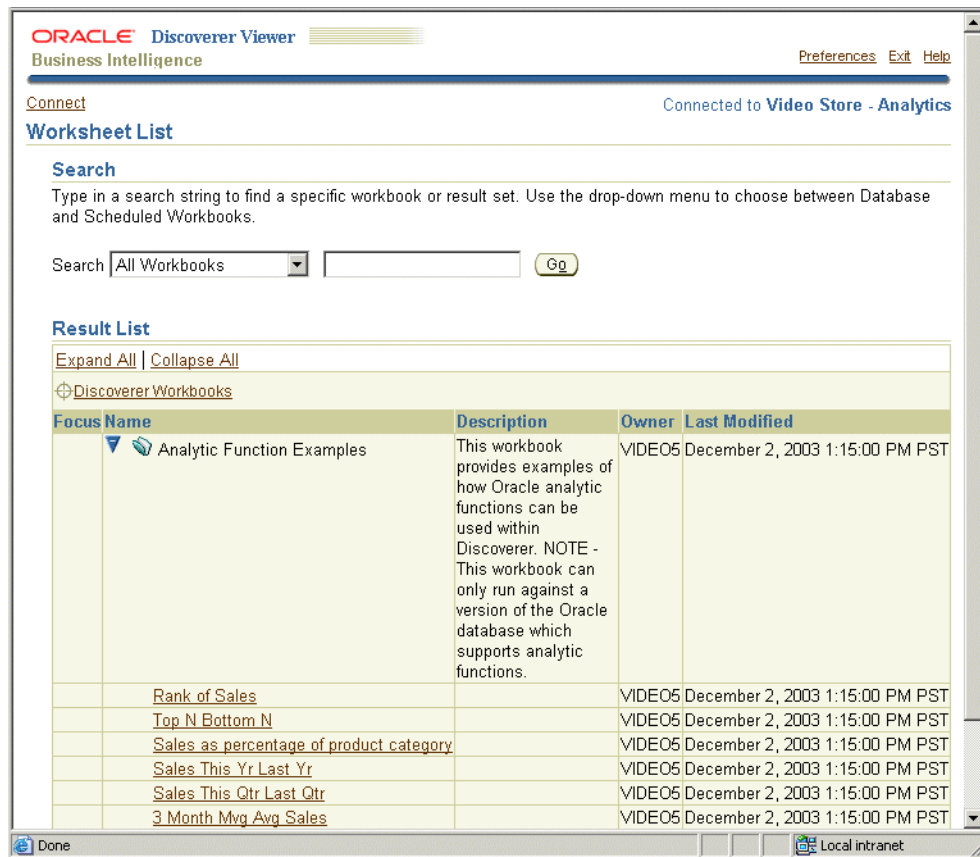 ORACLE Discoverer Viewer
Business Intelligence
Preferences Exit Help
Connect
Connected to Video Store - Analytics
Worksheet List
Search
Type in a search string to find a specific workbook or result set. Use the drop-down menu to choose between Database
and Scheduled Workbooks.
Search All Workbooks Go
Result List
Expand All | Collapse All
Discoverer Workbooks
Focus Name Description Owner Last Modified
Analytic Function Examples
This workbook
provides examples of
how Oracle analytic
functions can be
used within
Discoverer. NOTE -
This workbook can
only run against a
version of the Oracle
database which
supports analytic
functions.
VIDEO5 December 2, 2003 1:15:00 PM PST
Rank of Sales VIDEO5 December 2, 2003 1:15:00 PM PST
Top N Bottom N VIDEO5 December 2, 2003 1:15:00 PM PST
Sales as percentage of product category VIDEO5 December 2, 2003 1:15:00 PM PST
Sales This Yr Last Yr VIDEO5 December 2, 2003 1:15:00 PM PST
Sales This Qtr Last Qtr VIDEO5 December 2, 2003 1:15:00 PM PST
3 Month Mvg Avg Sales VIDEO5 December 2, 2003 1:15:00 PM PST
Done Local intranet